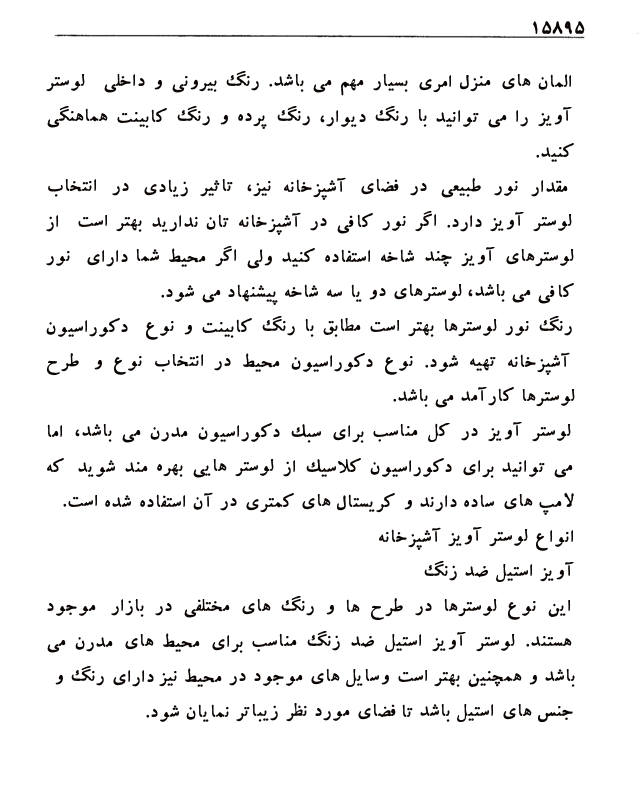 ۱۵۸۹۵
المان های منزل امری بسیار مهم می باشد. رنگ بیرونی و داخلی لوستر
آویز را می توانید با رنگ دیوار، رنگ پرده و رنگ کابینت هماهنگی
کنید.
مقدار نور طبیعی در فضای آشپزخانه نیز، تاثیر زیادی در انتخاب
لوستر آویز دارد. اگر نور کافی در آشپزخانه تان ندارید بهتر است از
لوسترهای آویز چند شاخه استفاده کنید ولی اگر محیط شما دارای نور
کافی می باشد، لوسترهای دو یا سه شاخه پیشنهاد می شود.
رنگ نور لوسترها بهتر است مطابق با رنگ کابینت و نوع دکوراسیون
آشپزخانه تهیه شود. نوع دکوراسیون محیط در انتخاب نوع و طرح
لوسترها کارآمد می باشد.
لوستر آویز در کل مناسب برای سبک دکوراسیون مدرن می باشد، اما
می توانید برای دکوراسیون کلاسیک از لوستر هایی بهره مند شوید که
لامپ های ساده دارند و کریستال های کمتری در آن استفاده شده است.
انواع لوستر آویز آشپزخانه
آویز استیل ضد زنگ
این نوع لوسترها در طرح ها و رنگ های مختلفی در بازار موجود
هستند. لوستر آویز استیل ضد زنگ مناسب برای محیط های مدرن می
باشد و همچنین بهتر است وسایل های موجود در محیط نیز دارای رنگ و
جنس های استیل باشد تا فضای مورد نظر زیباتر نمایان شود.